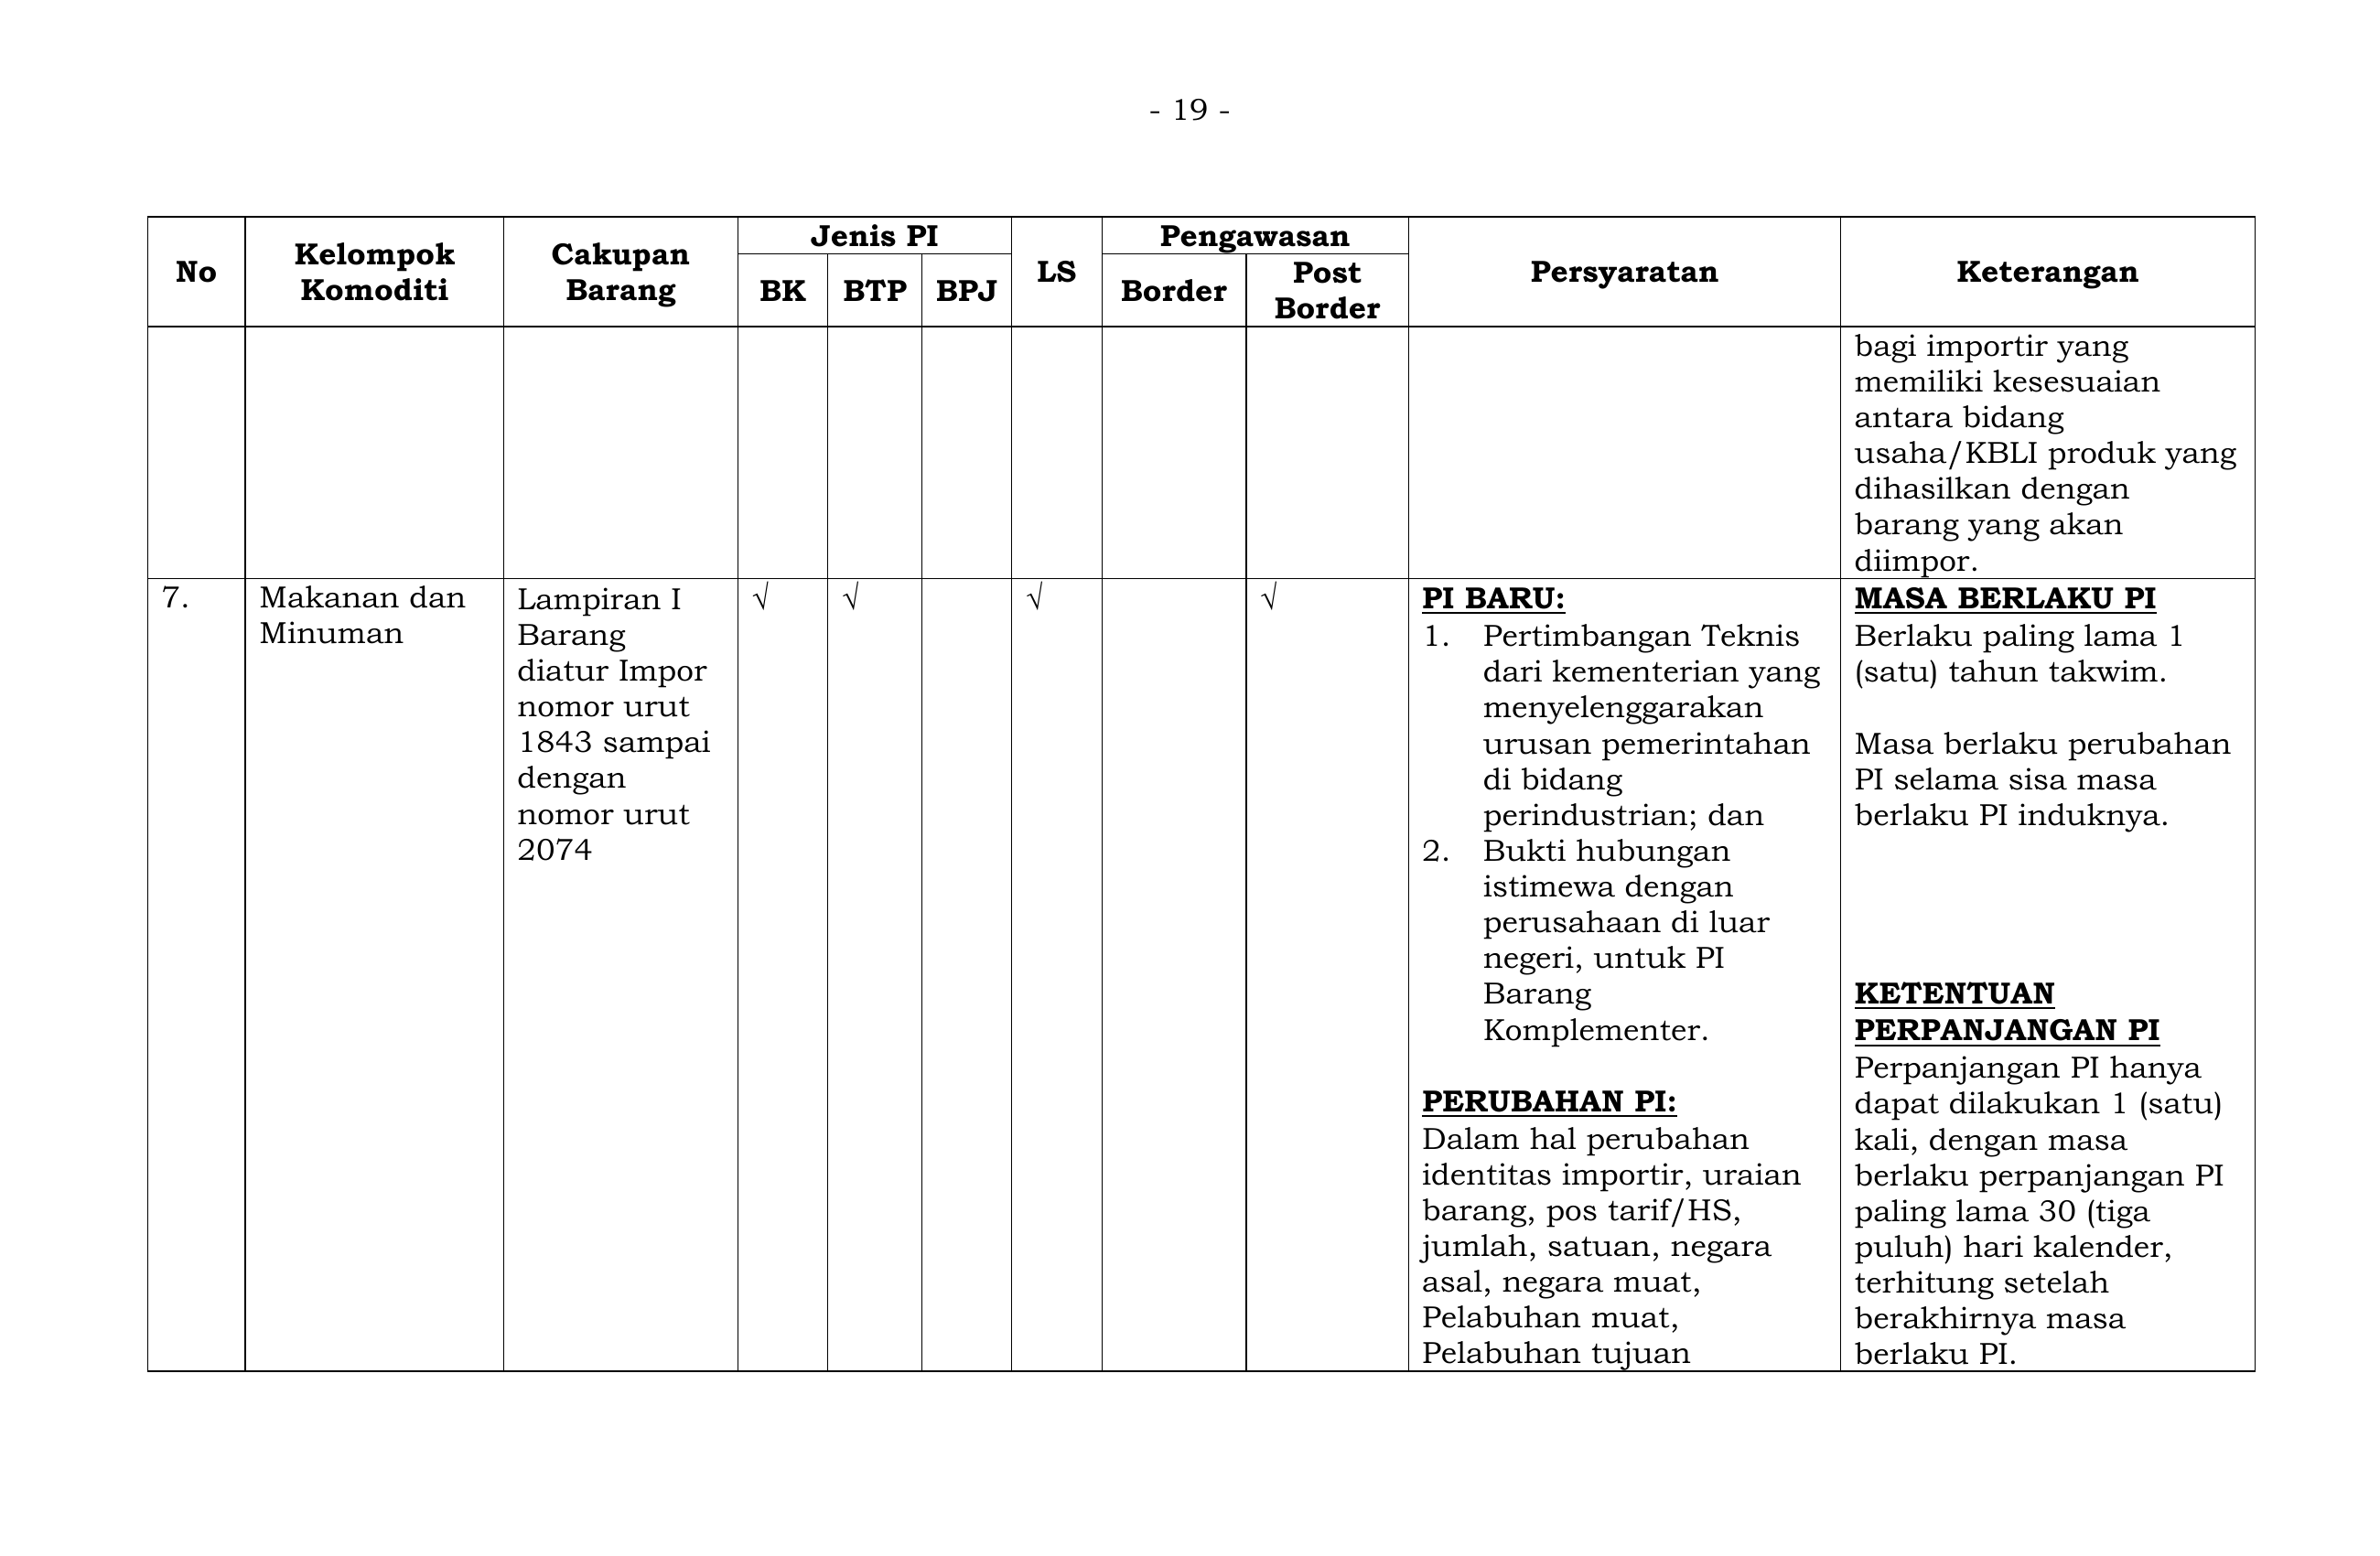 - 19 -
No
Kelompok
Komoditi
Cakupan
Barang
Jenis PI
BK
BTP
BPJ
LS
Pengawasan
Border
Post
Border
Persyaratan
Keterangan
bagi importir yang
memiliki kesesuaian
antara bidang
usaha/KBLI produk yang
dihasilkan dengan
barang yang akan
diimpor.
7.
Makanan dan
Minuman
Lampiran I
Barang
diatur Impor
nomor urut
1843 sampai
dengan
nomor urut
2074
√
√
√
√
PI BARU:
1. Pertimbangan Teknis
dari kementerian yang
menyelenggarakan
urusan pemerintahan
di bidang
perindustrian; dan
2. Bukti hubungan
istimewa dengan
perusahaan di luar
negeri, untuk PI
Barang
Komplementer.
PERUBAHAN PI:
Dalam hal perubahan
identitas importir, uraian
barang, pos tarif/HS,
jumlah, satuan, negara
asal, negara muat,
Pelabuhan muat,
Pelabuhan tujuan
MASA BERLAKU PI
Berlaku paling lama 1
(satu) tahun takwim.
Masa berlaku perubahan
PI selama sisa masa
berlaku PI induknya.
KETENTUAN
PERPANJANGAN PI
Perpanjangan PI hanya
dapat dilakukan 1 (satu)
kali, dengan masa
berlaku perpanjangan PI
paling lama 30 (tiga
puluh) hari kalender,
terhitung setelah
berakhirnya masa
berlaku PI.